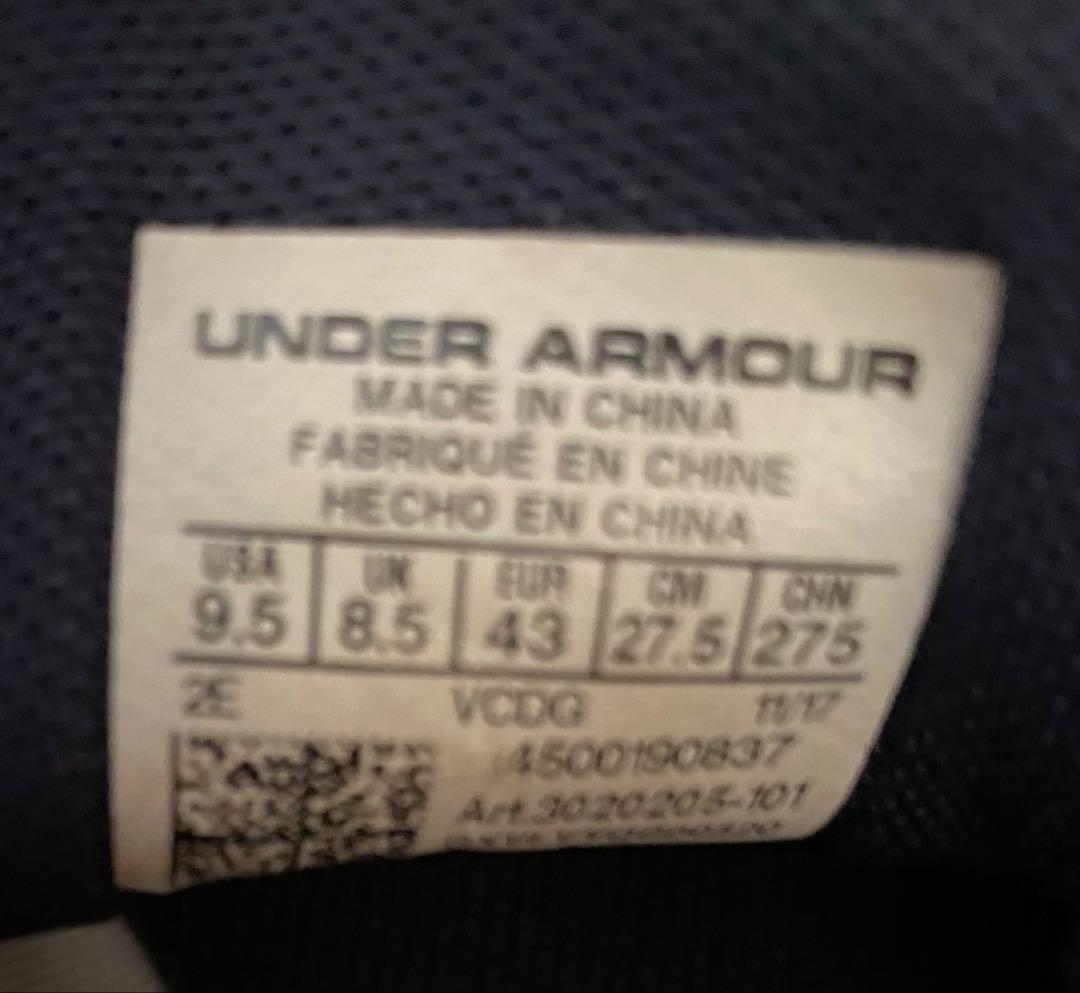 UNDER ARMOUR
MADE IN CHINA
FABRIQUÉ EN CHINE
HECHO EN CHINA
USA UK EUR CM CHN
9.5 8.5 43 27.5 275
2E VCDG 11/17
4500190837
Art.3020205-101